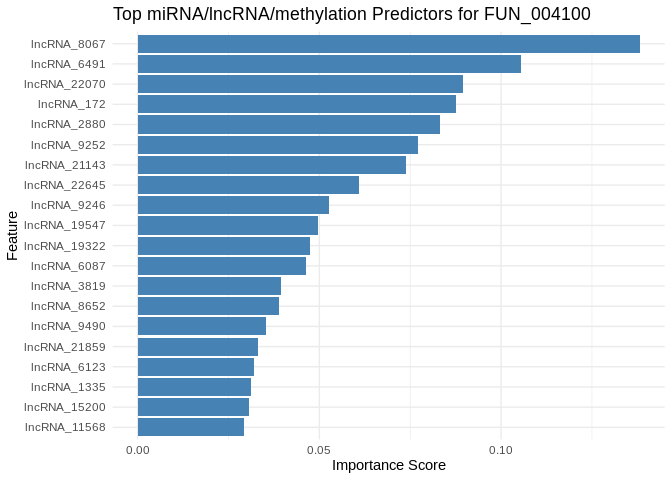 Top miRNA/lncRNA/methylation Predictors for FUN_004100
lncRNA_8067
lncRNA_6491
lncRNA_22070
lncRNA_172
lncRNA_2880
lncRNA_9252
lncRNA_21143
lncRNA_22645
lncRNA_9246
lncRNA_19547
lncRNA_19322
lncRNA_6087
lncRNA_3819
lncRNA_8652
lncRNA_9490
lncRNA_21859
lncRNA_6123
lncRNA_1335
lncRNA_15200
lncRNA_11568
Feature
0.00 0.05 0.10
Importance Score